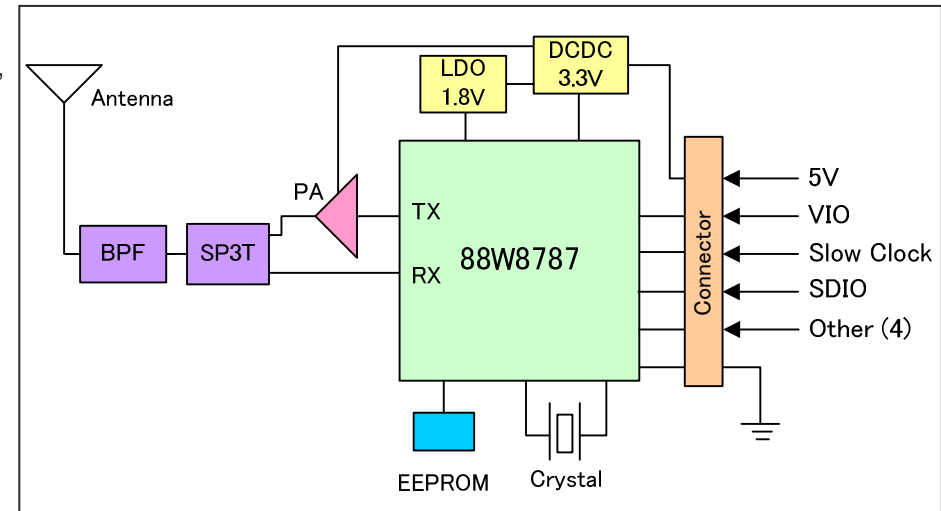 ,
Antenna
LDO
1.8V
DCDC
3.3V
PA
TX
RX
BPF
SP3T
88W8787
Connector
5V
VIO
Slow Clock
SDIO
Other (4)
EEPROM
Crystal